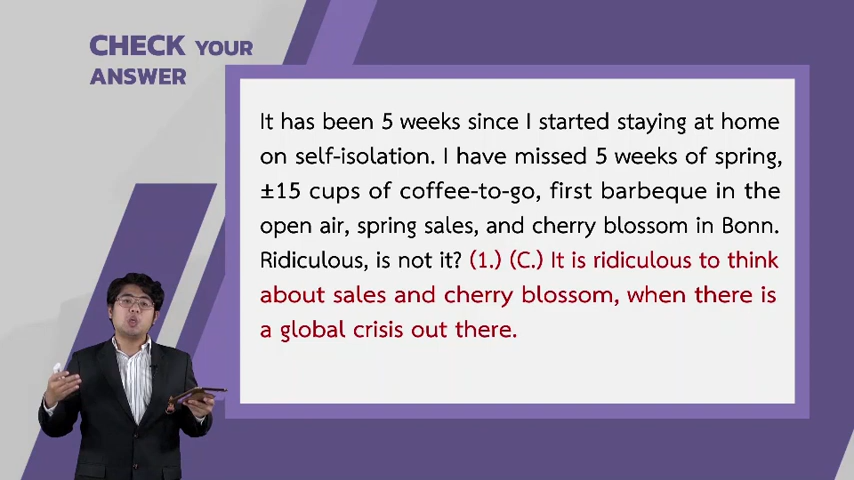 CHECK YOUR
ANSWER
It has been 5 weeks since I started staying at home
on self-isolation. I have missed 5 weeks of spring,
±15 cups of coffee-to-go, first barbeque in the
open air, spring sales, and cherry blossom in Bonn.
Ridiculous, is not it? (1.) (C.) It is ridiculous to think
about sales and cherry blossom, when there is
a global crisis out there.